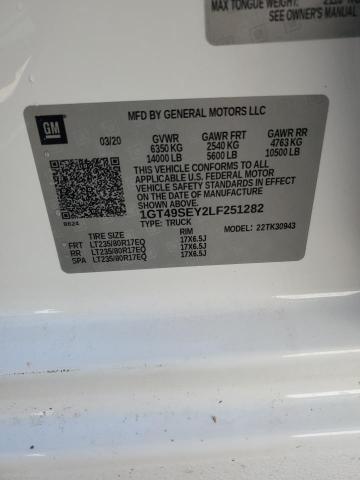 MAX TONGUE WEIGHT:
SEE OWNER'S MANUAL
GM
MFD BY GENERAL MOTORS LLC
03/20 GVWR GAWR FRT GAWR RR
6350 KG 2540 KG 4763 KG
14000 LB 5600 LB 10500 LB
THIS VEHICLE CONFORMS TO ALL APPLICABLE
U.S. FEDERAL MOTOR VEHICLE SAFETY
STANDARDS IN EFFECT ON THE DATE OF
MANUFACTURE SHOWN ABOVE.
1GT49SEY2LF251282
TYPE: TRUCK MODEL: 22TK30943
TIRE SIZE RIM
FRT LT235/80R17EQ 17X6.5J
RR LT235/80R17EQ 17X6.5J
SPA LT235/80R17EQ 17X6.5J